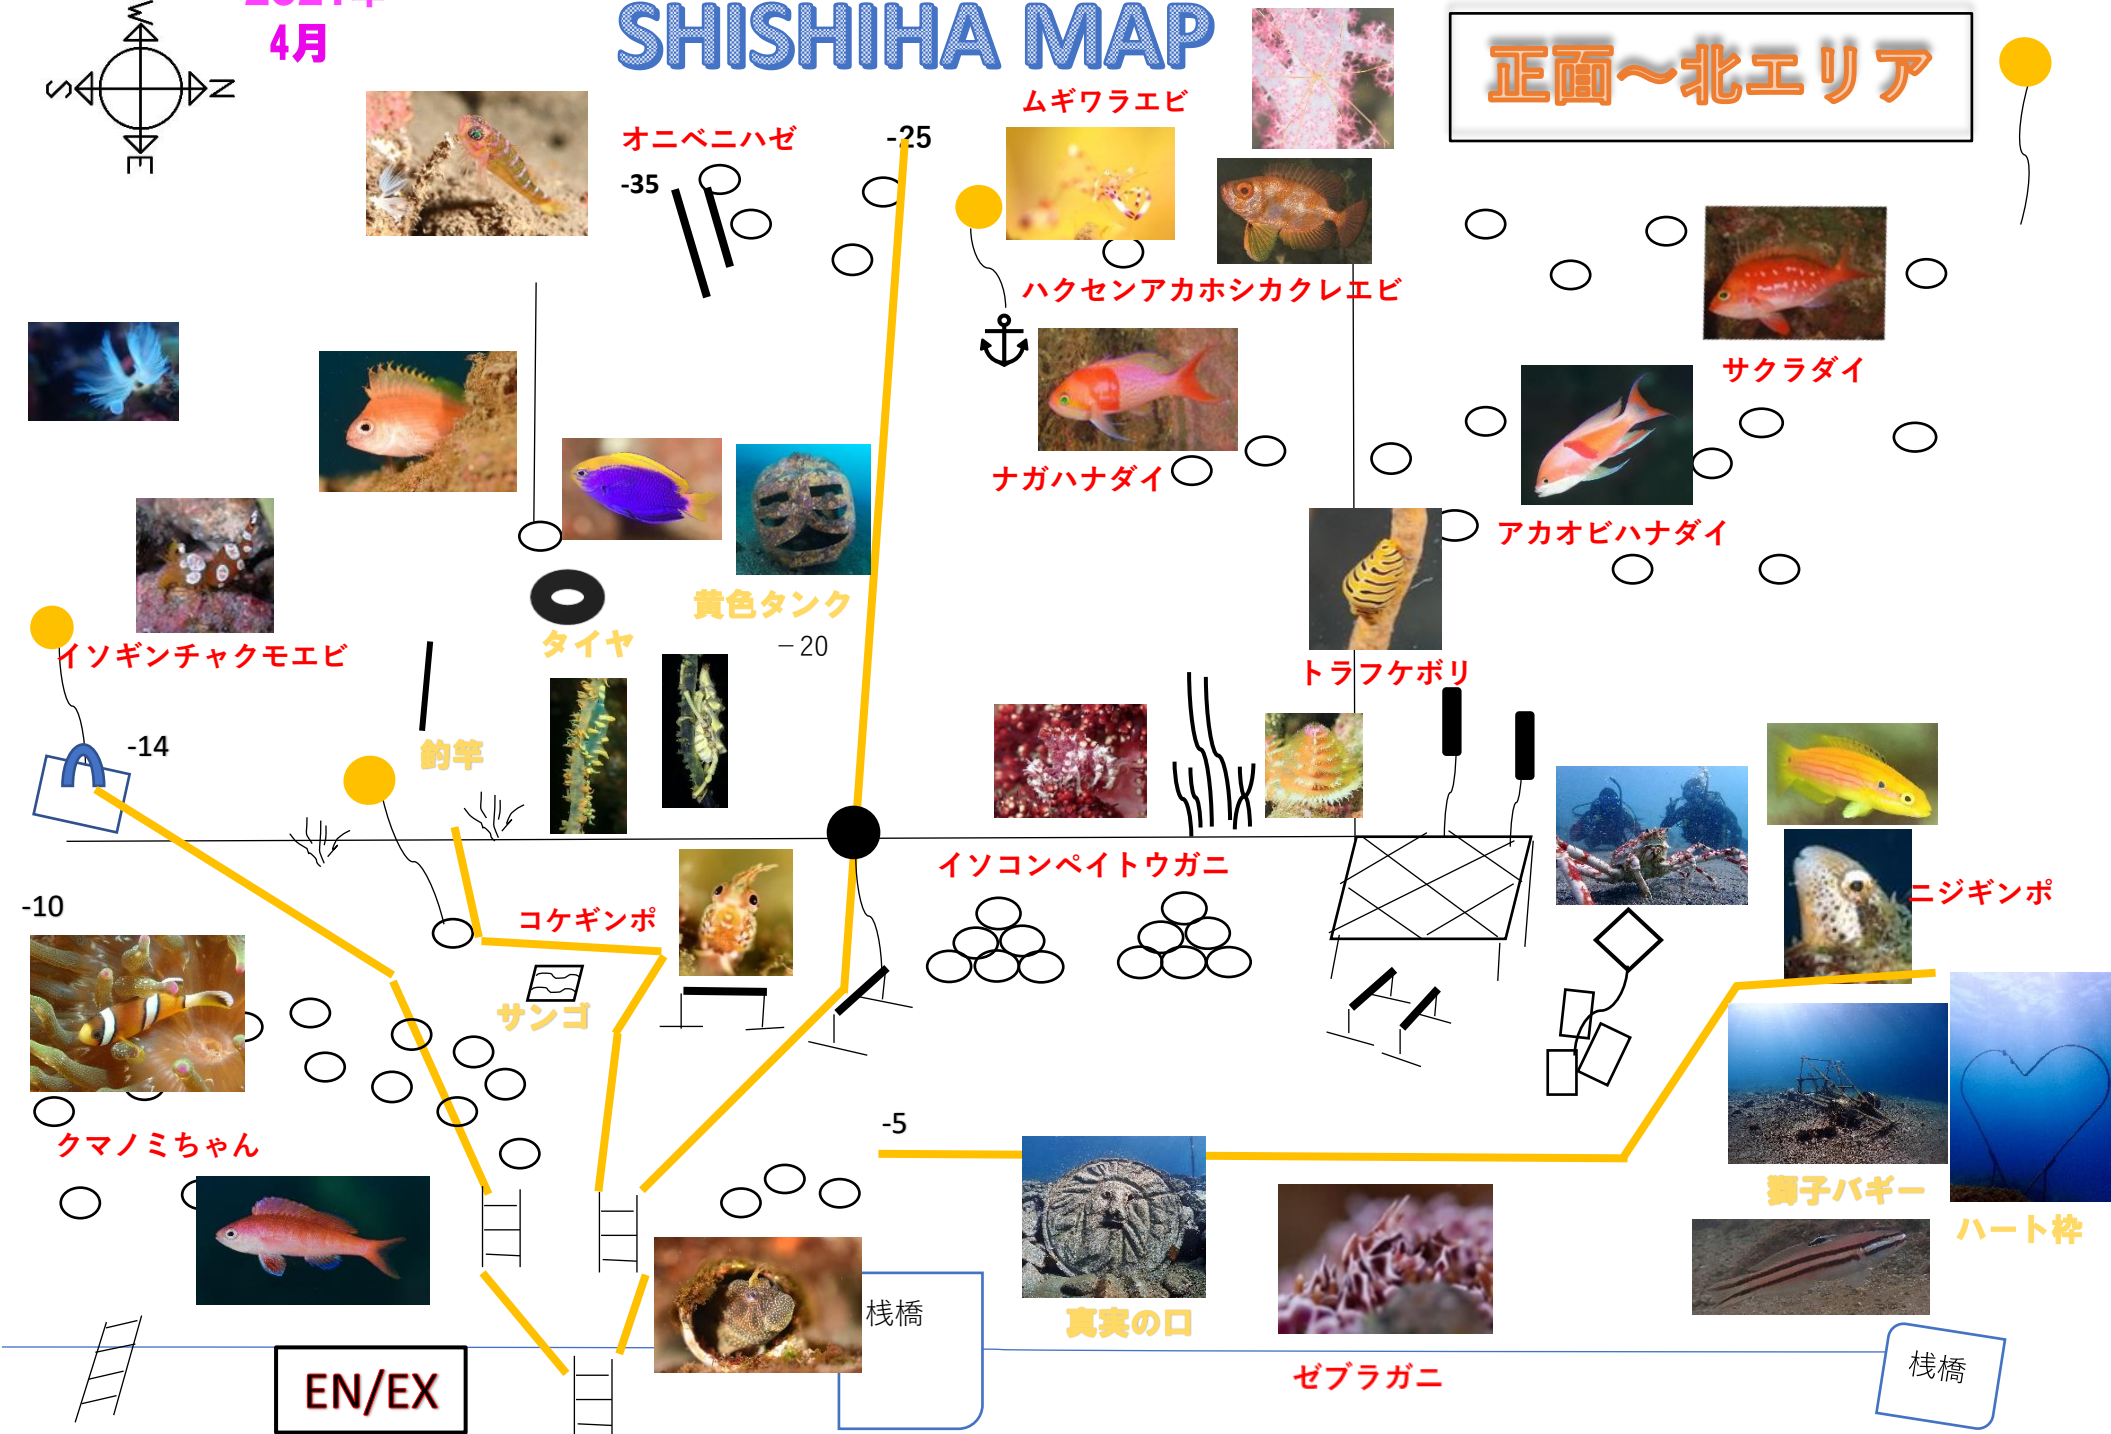 2021年
4月
SHISHIHA MAP
正面～北エリア
W
S
N
E
ムギワラエビ
オニベニハゼ
-25
-35
ハクセンアカホシカクレエビ
サクラダイ
ナガハナダイ
アカオビハナダイ
黄色タンク
タイヤ
－20
イソギンチャクモエビ
トラフケボリ
-14
釣竿
イソコンペイトウガニ
ニジギンポ
-10
コケギンポ
サンゴ
-5
クマノミちゃん
獅子バギー
ハート枠
桟橋
真実の口
桟橋
ゼブラガニ
EN/EX